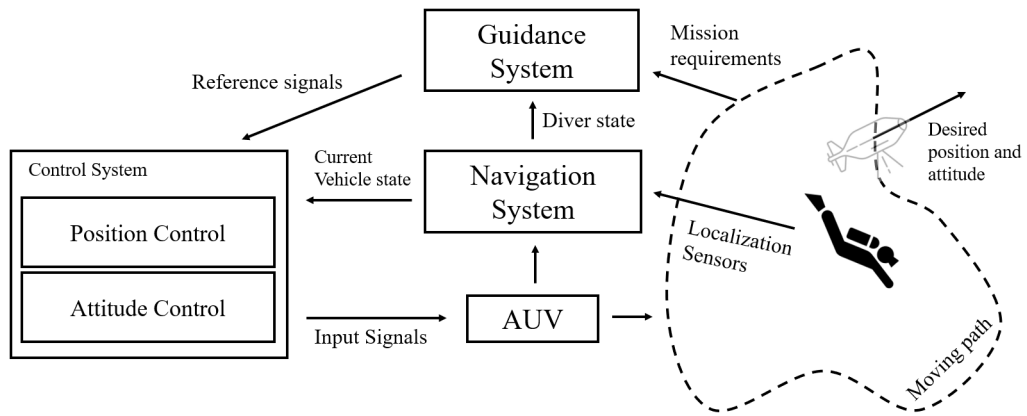 Guidance
System
Mission
requirements
Reference signals
Diver state
Desired
position and
attitude
Control System
Current
Vehicle state
Navigation
System
Position Control
Localization
Sensors
Attitude Control
AUV
Input Signals
Moving path